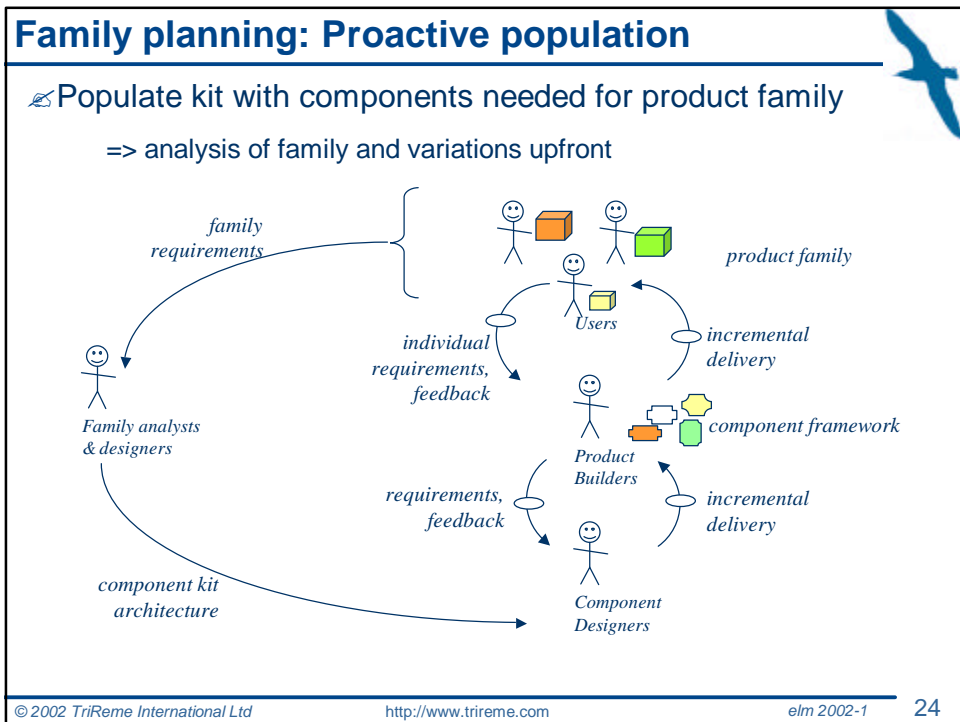 Family planning: Proactive population
Populate kit with components needed for product family
=> analysis of family and variations upfront
family
requirements
product family
Users
individual
requirements,
feedback
incremental
delivery
Family analysts
& designers
component framework
Product
Builders
requirements,
feedback
incremental
delivery
component kit
architecture
Component
Designers
© 2002 TriReme International Ltd
http://www.trireme.com
elm 2002-1
24